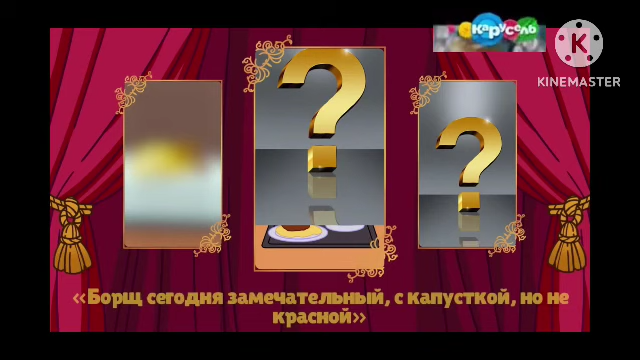 карусель
KINEMASTER
«Борщ сегодня замечательный, с капусткой, но не
красной»